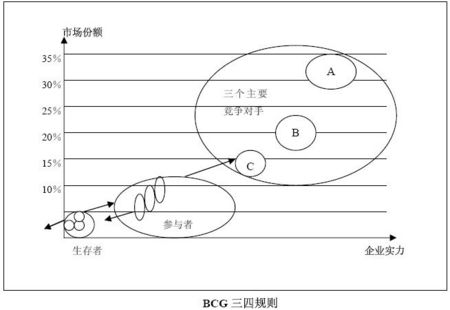 市场份额
35%
30%
25%
20%
15%
10%
5%
三个主要
竞争对手
A
B
C
参与者
生存者
企业实力
BCG 三四规则